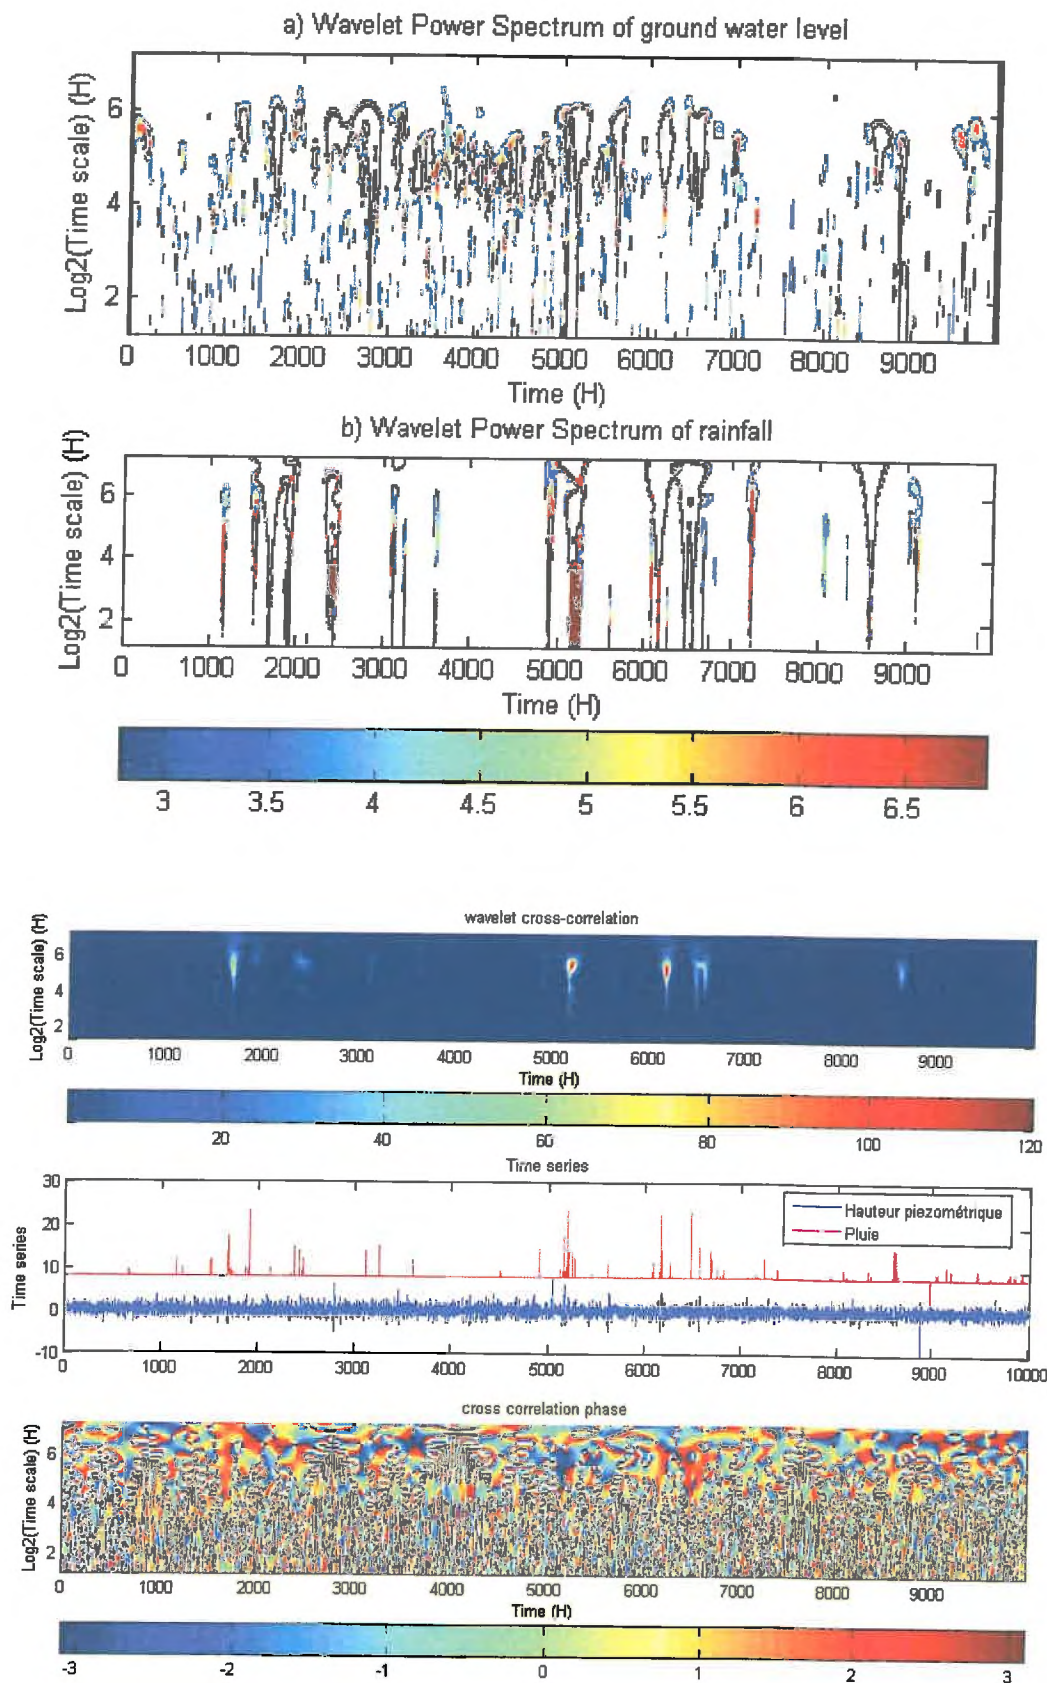 a) Wavelet Power Spectrum of ground water level
Log2(Time scale) (H)
6
4
2
0 1000 2000 3000 4000 5000 6000 7000 8000 9000
Time (H)
b) Wavelet Power Spectrum of rainfall
Log2(Time scale) (H)
6
4
2
0 1000 2000 3000 4000 5000 6000 7000 8000 9000
Time (H)
3 3.5 4 4.5 5 5.5 6 6.5
wavelet cross-correlation
Log2(Time scale) (H)
6
4
2
0 1000 2000 3000 4000 5000 6000 7000 8000 9000
Time (H)
20 40 60 80 100 120
Time series
Time series
30
20
10
0
-10
Hauteur piezométrique
Pluie
0 1000 2000 3000 4000 5000 6000 7000 8000 9000 10000
cross correlation phase
Log2(Time scale) (H)
6
4
2
0 1000 2000 3000 4000 5000 6000 7000 8000 9000
Time (H)
-3 -2 -1 0 1 2 3